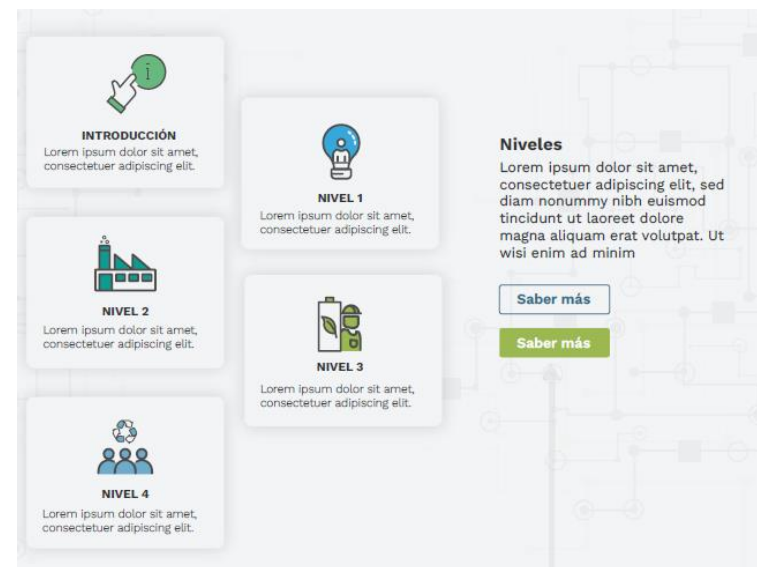 INTRODUCCIÓN
Lorem ipsum dolor sit amet,
consectetuer adipiscing elit.
NIVEL 1
Lorem ipsum dolor sit amet,
consectetuer adipiscing elit.
NIVEL 2
Lorem ipsum dolor sit amet,
consectetuer adipiscing elit.
NIVEL 3
Lorem ipsum dolor sit amet,
consectetuer adipiscing elit.
NIVEL 4
Lorem ipsum dolor sit amet,
consectetuer adipiscing elit.
Niveles
Lorem ipsum dolor sit amet,
consectetuer adipiscing elit, sed
diam nonummy nibh euismod
tincidunt ut laoreet dolore
magna aliquam erat volutpat. Ut
wisi enim ad minim
Saber más
Saber más